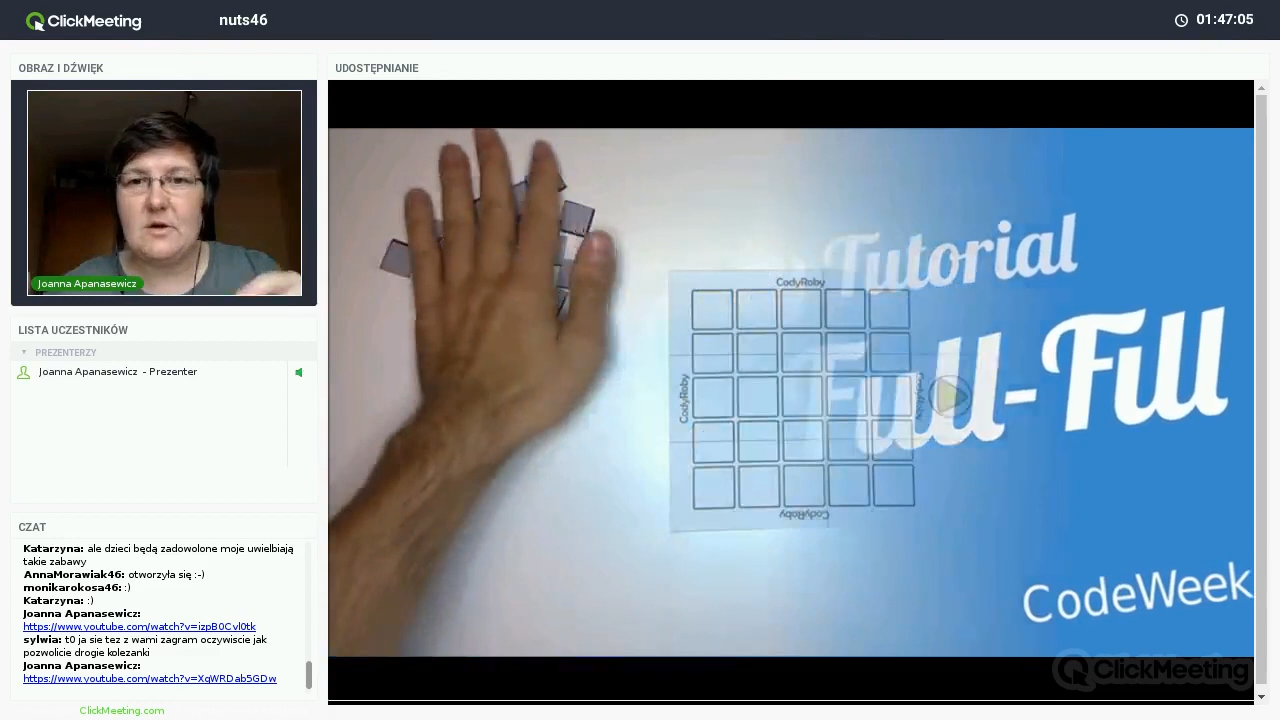 ClickMeeting
nuts46
01:47:05
OBRAZ I DŹWIĘK
UDOSTĘPNIANIE
Joanna Apanasewicz
LISTA UCZESTNIKÓW
PREZENTERZY
Joanna Apanasewicz - Prezenter
CZAT
Katarzyna: ale dzieci będą zadowolone moje uwielbiają
takie zabawy
AnnaMorawiak46: otworzyła się :-)
monikarokosa46: :)
Katarzyna: :)
Joanna Apanasewicz:
https://www.youtube.com/watch?v=izpB0Cvl0tk
sylwia: t0 ja sie tez z wami zagram oczywiscie jak
pozwolicie drogie kolezanki
Joanna Apanasewicz:
https://www.youtube.com/watch?v=XqWRDab5GDw
ClickMeeting.com
Tutorial
Full-Fill
CodyRoby
CodyRoby
CodyRoby
CodyRoby
CodeWeek
ClickMeeting